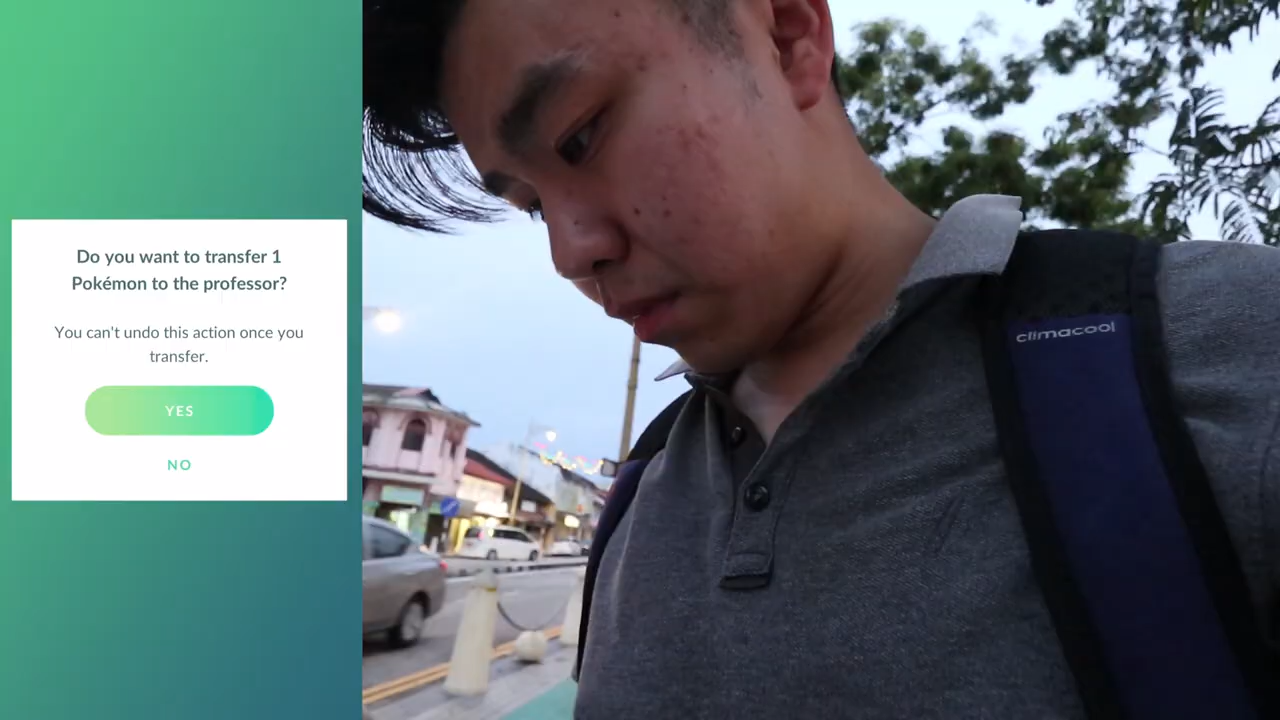 Do you want to transfer 1
Pokémon to the professor?
You can't undo this action once you
transfer.
YES
NO
climacool